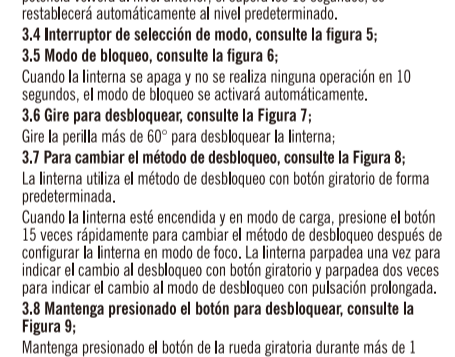 restablecerá automáticamente al nivel predeterminado.
3.4 Interruptor de selección de modo, consulte la figura 5;
3.5 Modo de bloqueo, consulte la figura 6;
Cuando la linterna se apaga y no se realiza ninguna operación en 10
segundos, el modo de bloqueo se activará automáticamente.
3.6 Gire para desbloquear, consulte la Figura 7;
Gire la perilla más de 60° para desbloquear la linterna;
3.7 Para cambiar el método de desbloqueo, consulte la Figura 8;
La linterna utiliza el método de desbloqueo con botón giratorio de forma
predeterminada.
Cuando la linterna esté encendida y en modo de carga, presione el botón
15 veces rápidamente para cambiar el método de desbloqueo después de
configurar la linterna en modo de foco. La linterna parpadea una vez para
indicar el cambio al desbloqueo con botón giratorio y parpadea dos veces
para indicar el cambio al modo de desbloqueo con pulsación prolongada.
3.8 Mantenga presionado el botón para desbloquear, consulte la
Figura 9;
Mantenga presionado el botón de la rueda giratoria durante más de 1